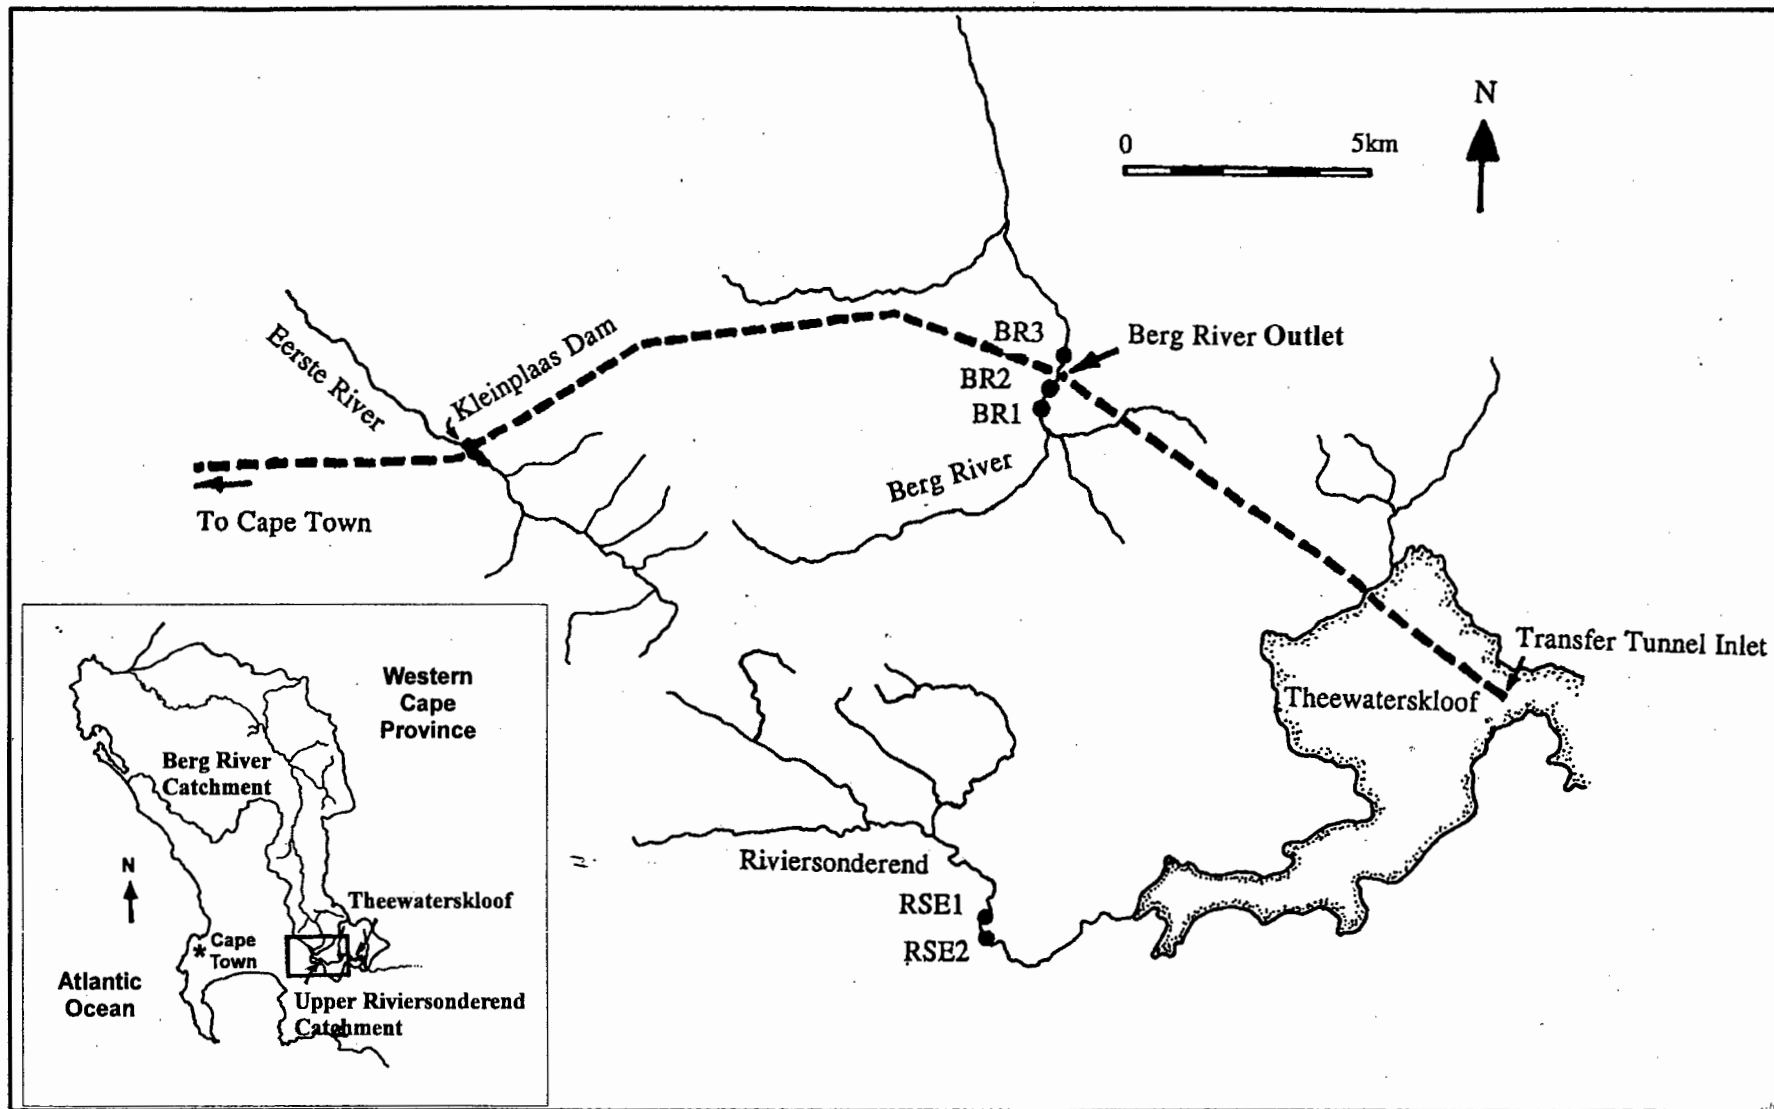 N
0 5km
Eerste River
Kleinplaas Dam
BR3
Berg River Outlet
BR2
BR1
Berg River
To Cape Town
Transfer Tunnel Inlet
Theewaterskloof
Riviersonderend
RSE1
RSE2
Western
Cape
Province
Berg River
Catchment
N
Theewaterskloof
* Cape
Town
Atlantic
Ocean
Upper Riviersonderend
Catchment